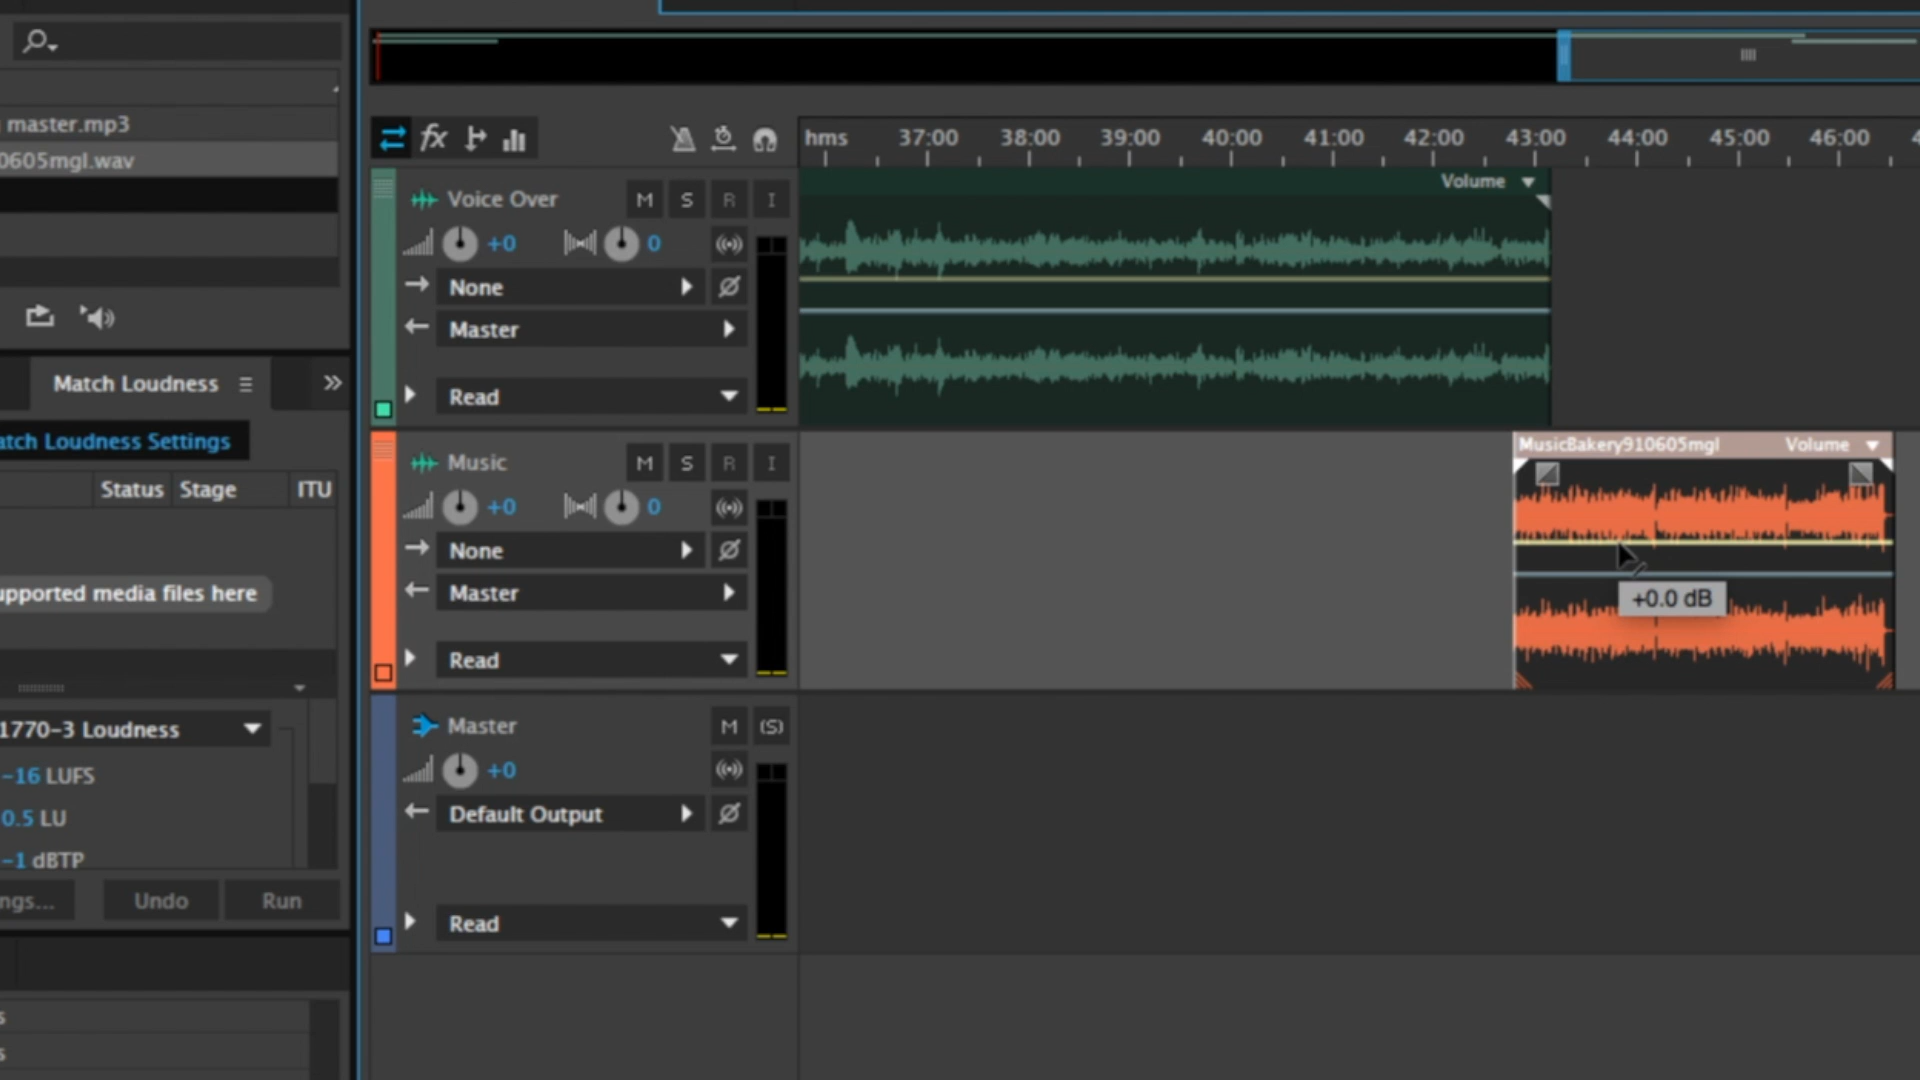 master.mp3
0605mgl.wav
Match Loudness
atch Loudness Settings
Status Stage ITU
upported media files here
1770-3 Loudness
-16 LUFS
0.5 LU
-1 dBTP
ngs... Undo Run
s
s
fx
hms 37:00 38:00 39:00 40:00 41:00 42:00 43:00 44:00 45:00 46:00 4
Voice Over M S R I
+0 0
None
Master
Read
Volume
Music M S R I
+0 0
None
Master
Read
MusicBakery910605mgl Volume
+0.0 dB
Master M (S)
+0
Default Output
Read